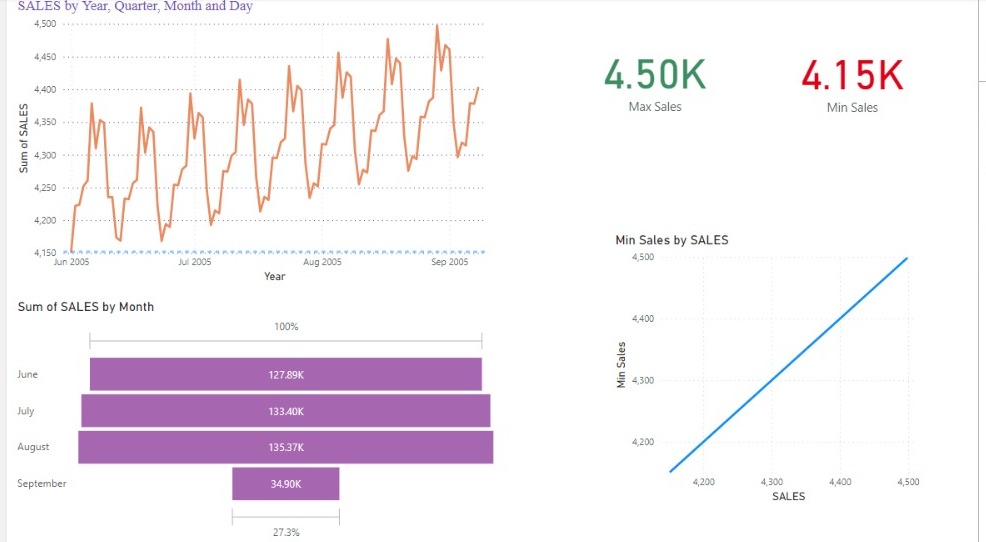 SALES by Year, Quarter, Month and Day
Sum of SALES
4,500
4,450
4,400
4,350
4,300
4,250
4,200
4,150
Jun 2005 Jul 2005 Aug 2005 Sep 2005
Year
4.50K
Max Sales
4.15K
Min Sales
Sum of SALES by Month
100%
June 127.89K
July 133.40K
August 135.37K
September 34.90K
27.3%
Min Sales by SALES
Min Sales
4,500
4,400
4,300
4,200
4,200 4,300 4,400 4,500
SALES